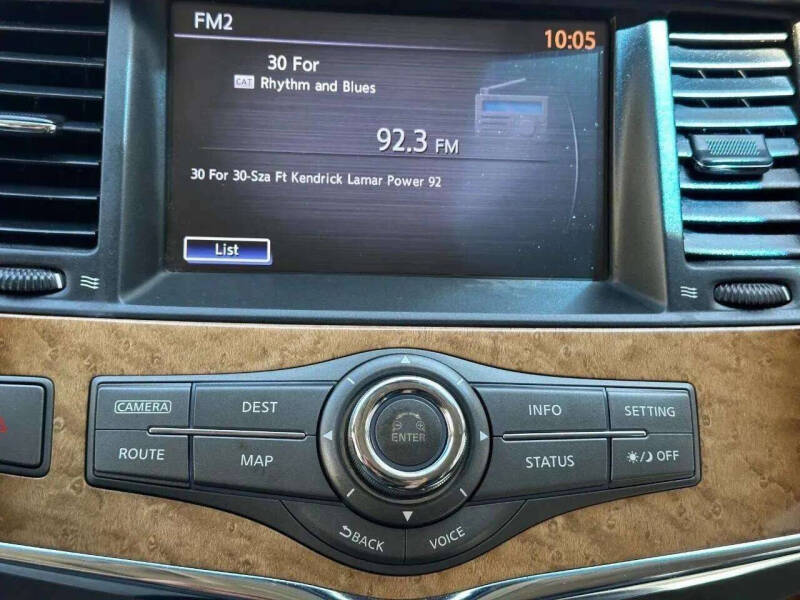 FM2
10:05
30 For
CAT Rhythm and Blues
92.3 FM
30 For 30-Sza Ft Kendrick Lamar Power 92
List
CAMERA
DEST
INFO
SETTING
ENTER
ROUTE
MAP
STATUS
OFF
BACK
VOICE